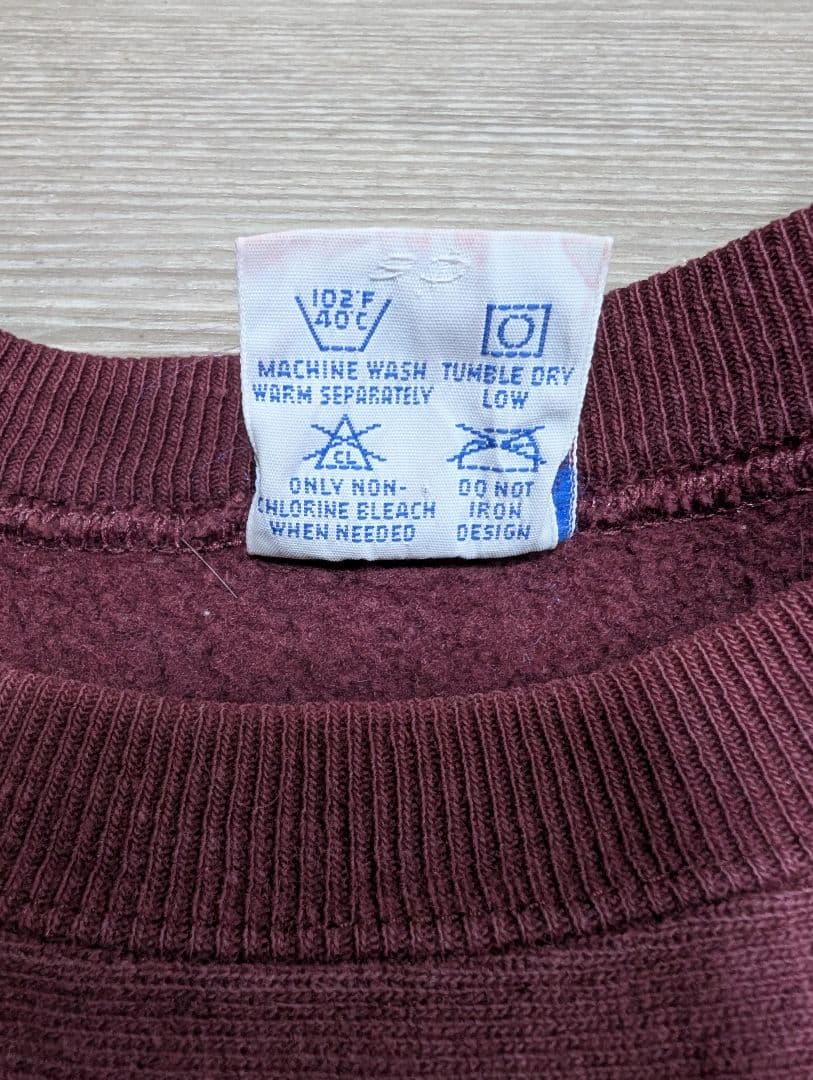 102°F
40°C
MACHINE WASH
WARM SEPARATELY
TUMBLE DRY
LOW
CL
ONLY NON-
CHLORINE BLEACH
WHEN NEEDED
DO NOT
IRON
DESIGN